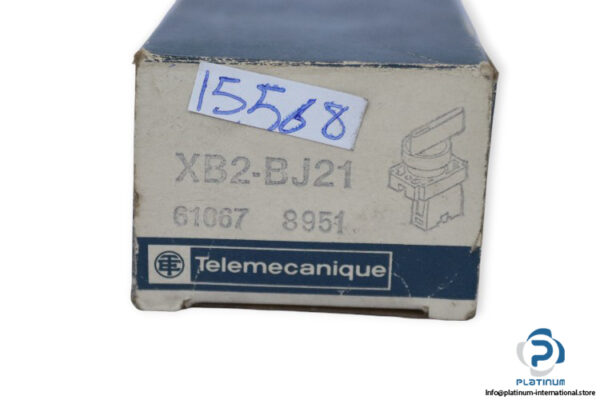 15568
XB2-BJ21
61067 8951
Telemecanique
PLATINUM
Info@platinum-international.store